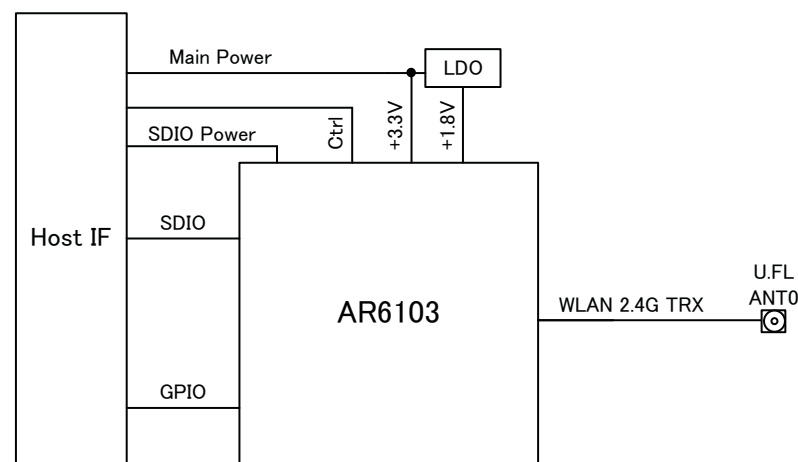 Main Power
LDO
Ctrl
+3.3V
+1.8V
SDIO Power
SDIO
Host IF
U.FL
ANT0
WLAN 2.4G TRX
AR6103
GPIO